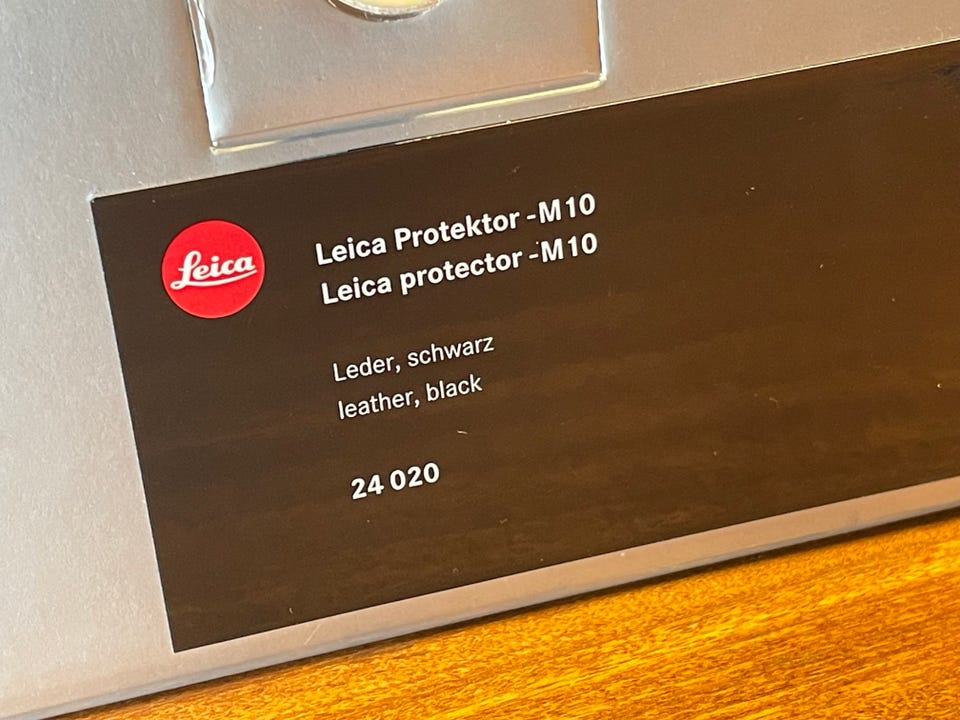 Leica
Leica Protektor -M10
Leica protector -M10
Leder, schwarz
leather, black
24 020